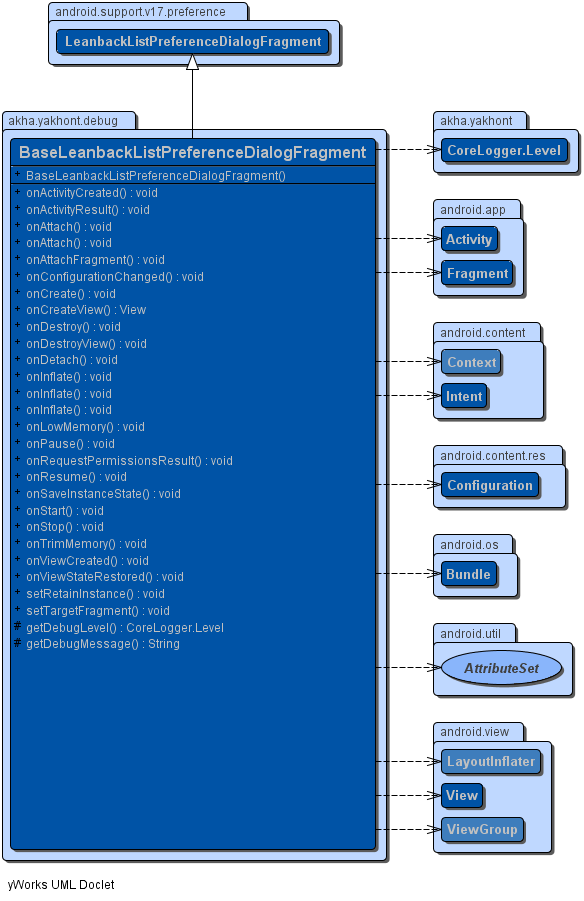 android.support.v17.preference
LeanbackListPreferenceDialogFragment
akha.yakhont.debug
BaseLeanbackListPreferenceDialogFragment
+ BaseLeanbackListPreferenceDialogFragment()
+ onActivityCreated() : void
+ onActivityResult() : void
+ onAttach() : void
+ onAttach() : void
+ onAttachFragment() : void
+ onConfigurationChanged() : void
+ onCreate() : void
+ onCreateView() : View
+ onDestroy() : void
+ onDestroyView() : void
+ onDetach() : void
+ onInflate() : void
+ onInflate() : void
+ onInflate() : void
+ onLowMemory() : void
+ onPause() : void
+ onRequestPermissionsResult() : void
+ onResume() : void
+ onSaveInstanceState() : void
+ onStart() : void
+ onStop() : void
+ onTrimMemory() : void
+ onViewCreated() : void
+ onViewStateRestored() : void
+ setRetainInstance() : void
+ setTargetFragment() : void
# getDebugLevel() : CoreLogger.Level
# getDebugMessage() : String
akha.yakhont
CoreLogger.Level
android.app
Activity
Fragment
android.content
Context
Intent
android.content.res
Configuration
android.os
Bundle
android.util
AttributeSet
android.view
LayoutInflater
View
ViewGroup
yWorks UML Doclet